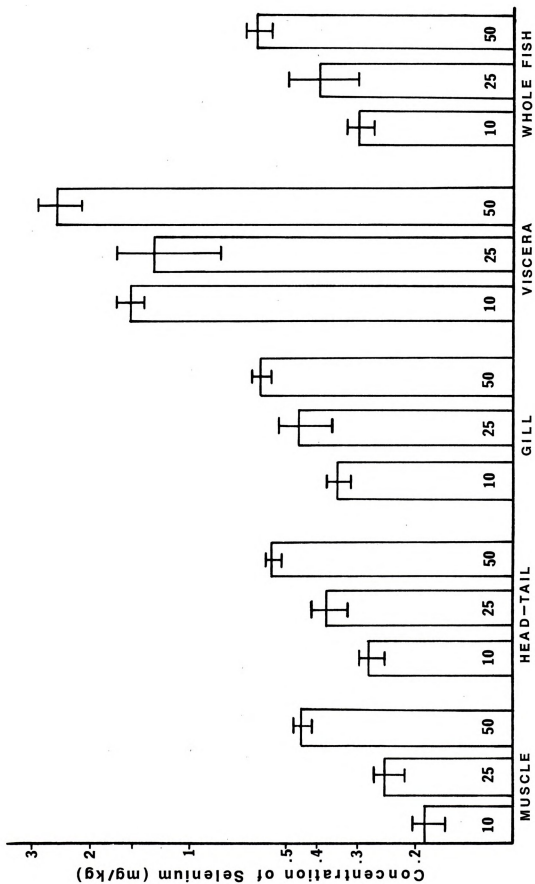 Concentration of Selenium (mg/kg)
3
2
1
.5
.4
.3
.2
10 25 50 10 25 50 10 25 50 10 25 50 10 25 50
MUSCLE HEAD-TAIL GILL VISCERA WHOLE FISH